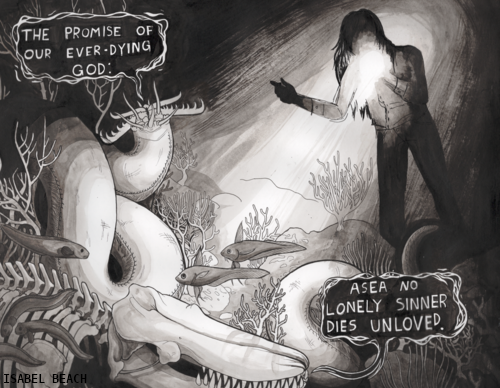 THE PROMISE OF
OUR EVER-DYING
GOD:
ASEA NO
LONELY SINNER
DIES UNLOVED.
ISABEL BEACH